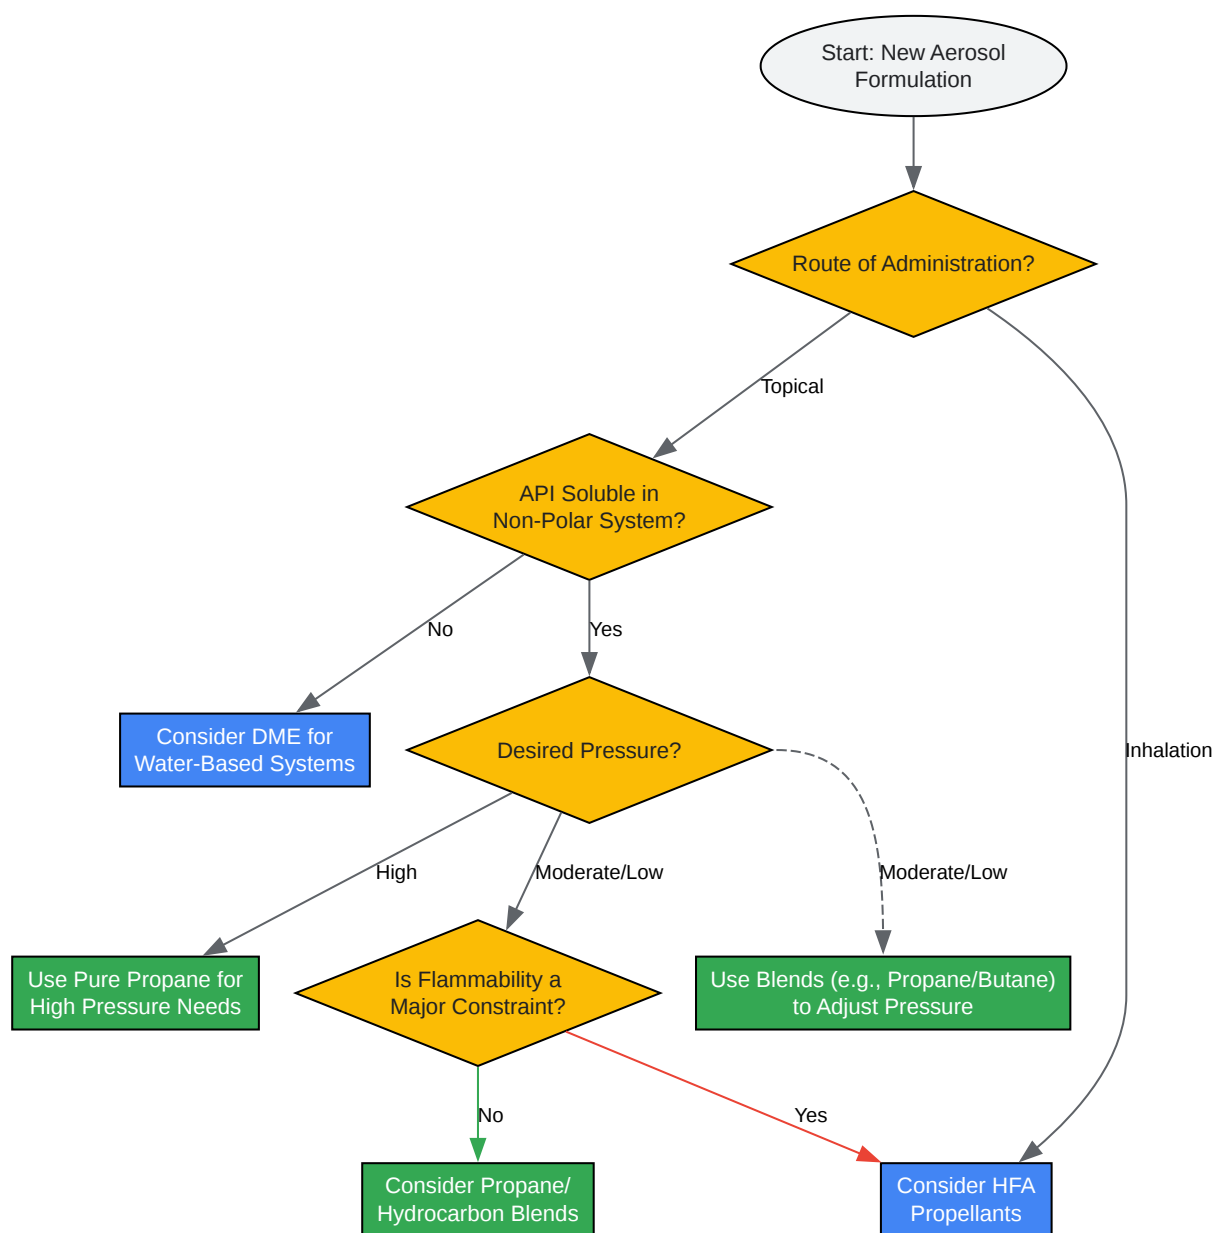 Start: New Aerosol
Formulation
Route of Administration?
Topical
API Soluble in
Non-Polar System?
No
Yes
Consider DME for
Water-Based Systems
Desired Pressure?
Inhalation
High
Moderate/Low
Moderate/Low
Use Pure Propane for
High Pressure Needs
Is Flammability a
Major Constraint?
Use Blends (e.g., Propane/Butane)
to Adjust Pressure
No
Yes
Consider Propane/
Hydrocarbon Blends
Consider HFA
Propellants